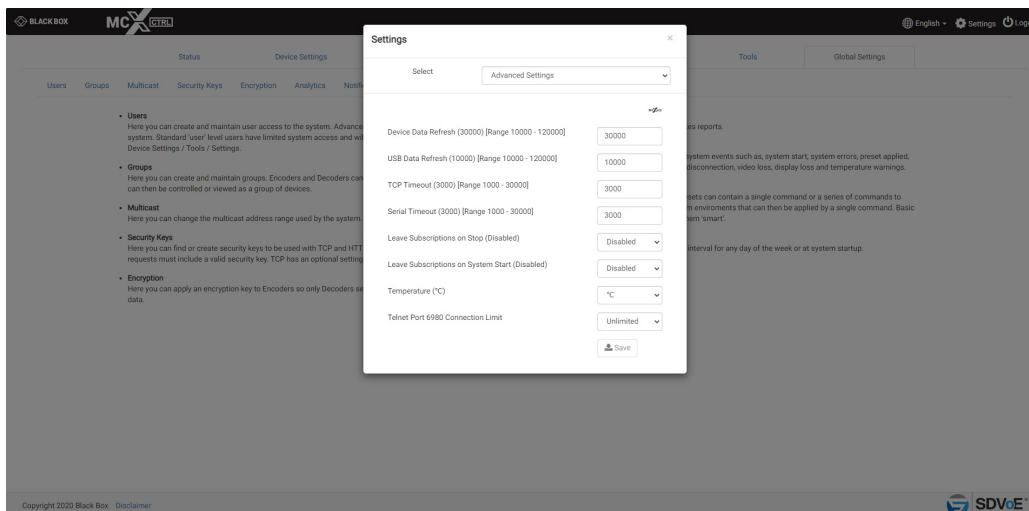 BLACK BOX
MCX CTRL
English
Settings
Status
Device Settings
Tools
Global Settings
Users
Groups
Multicast
Security Keys
Encryption
Analytics
Users
Here you can create and maintain user access to the system. Advance
system. Standard 'user' level users have limited system access and
Device Settings / Tools / Settings.
Groups
Here you can create and maintain groups. Encoders and Decoders can
can then be controlled or viewed as a group of devices.
Multicast
Here you can change the multicast address range used by the system
Security Keys
Here you can find or create security keys to be used with TCP and HTT
requests must include a valid security key. TCP has an optional setting
Encryption
Here you can apply an encryption key to Encoders so only Decoders se
data.
Settings
Select
Advanced Settings
Device Data Refresh (30000) [Range 10000 - 120000]
30000
USB Data Refresh (10000) [Range 10000 - 120000]
10000
TCP Timeout (3000) [Range 1000 - 30000]
3000
Serial Timeout (3000) [Range 1000 - 30000]
3000
Leave Subscriptions on Stop (Disabled)
Disabled
Leave Subscriptions on System Start (Disabled)
Disabled
Temperature (°C)
°C
Telnet Port 6980 Connection Limit
Unlimited
Save
es reports.
system events such as, system start, system errors, preset applied,
disconnection, video loss, display loss and temperature warnings.
sets can contain a single command or a series of commands to
enviroments that can then be applied by a single command. Basic
'smart'.
interval for any day of the week or at system startup.
Copyright 2020 Black Box
Disclaimer
SDVoE